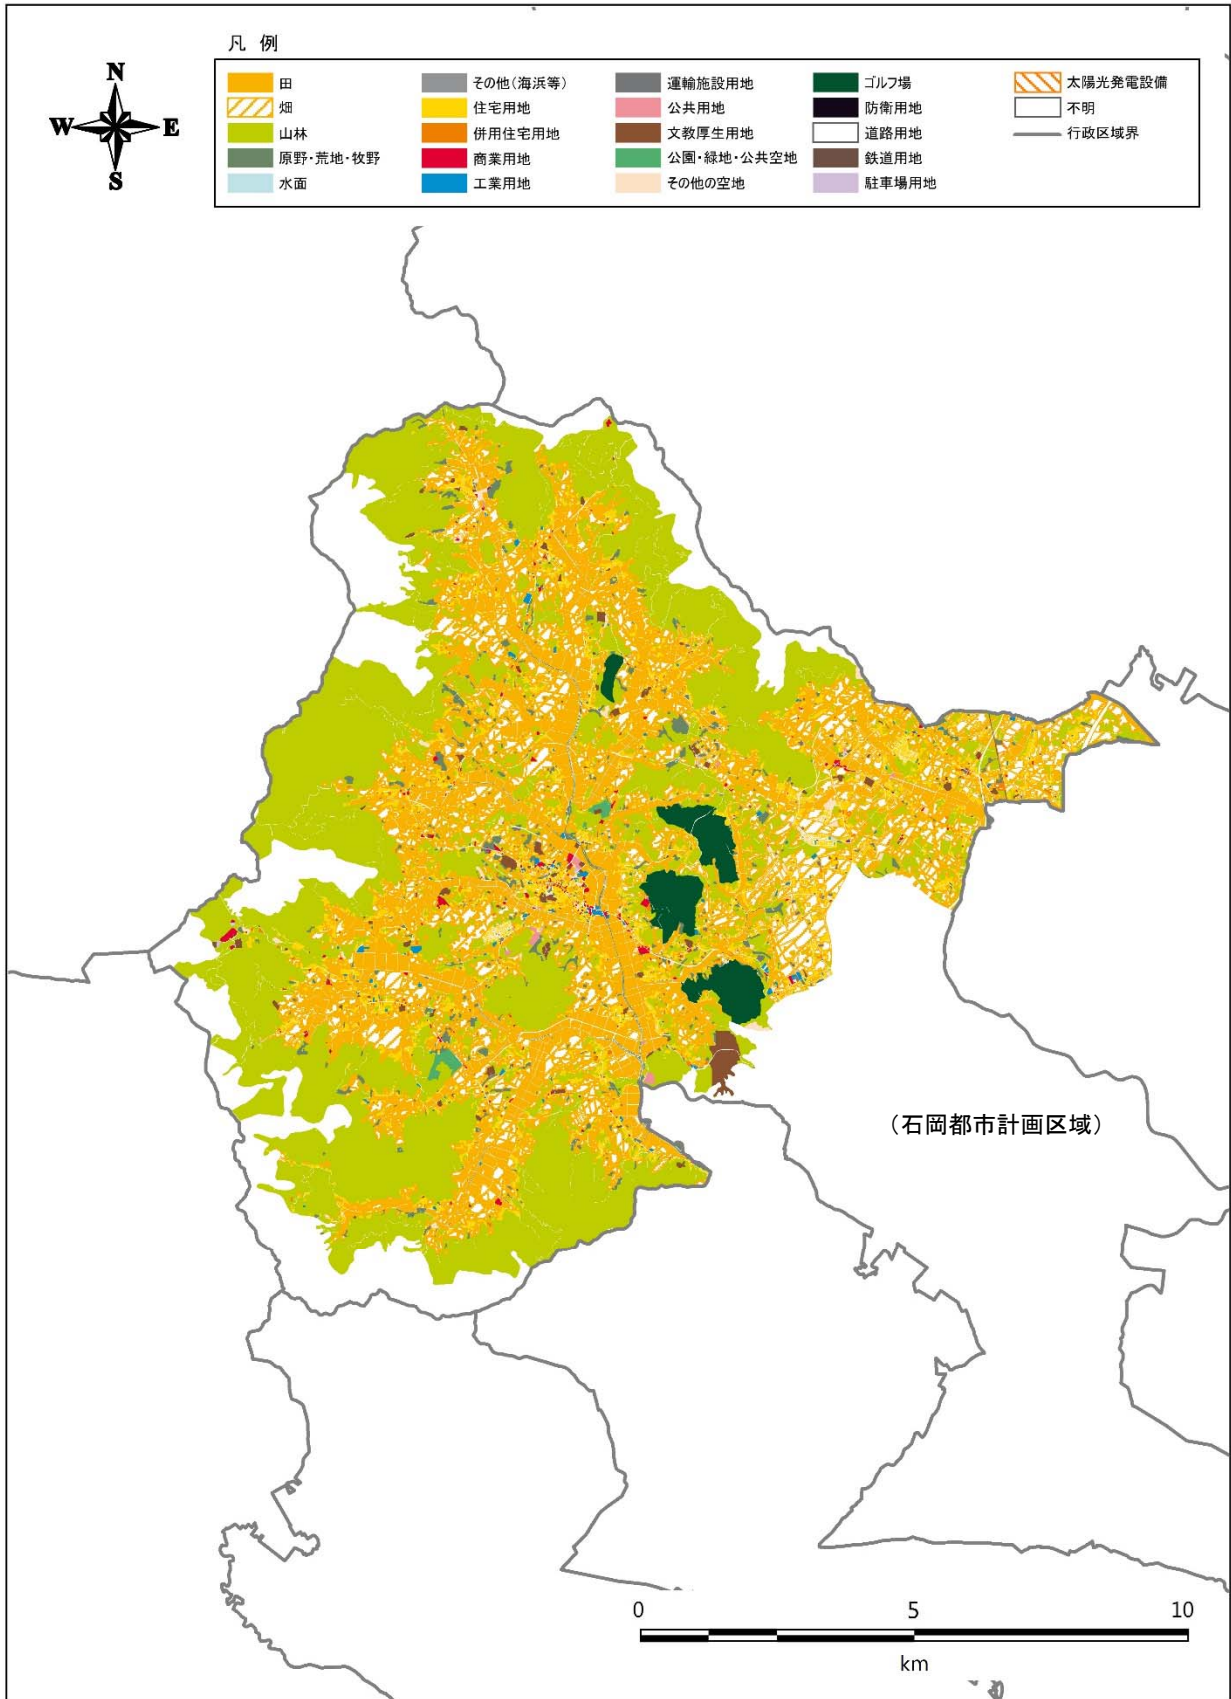 凡 例
N
W E
S
田
畑
山林
原野・荒地・牧野
水面
その他(海浜等)
住宅用地
併用住宅用地
商業用地
工業用地
運輸施設用地
公共用地
文教厚生用地
公園・緑地・公共空地
その他の空地
ゴルフ場
防衛用地
道路用地
鉄道用地
駐車場用地
太陽光発電設備
不明
行政区域界
(石岡都市計画区域)
0 5 10
km